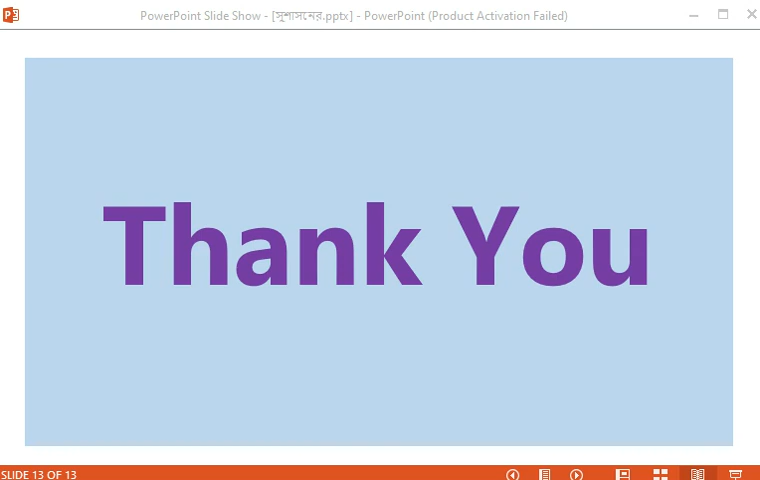 PowerPoint Slide Show - [সুশাসনের.pptx] - PowerPoint (Product Activation Failed)
Thank You
SLIDE 13 OF 13